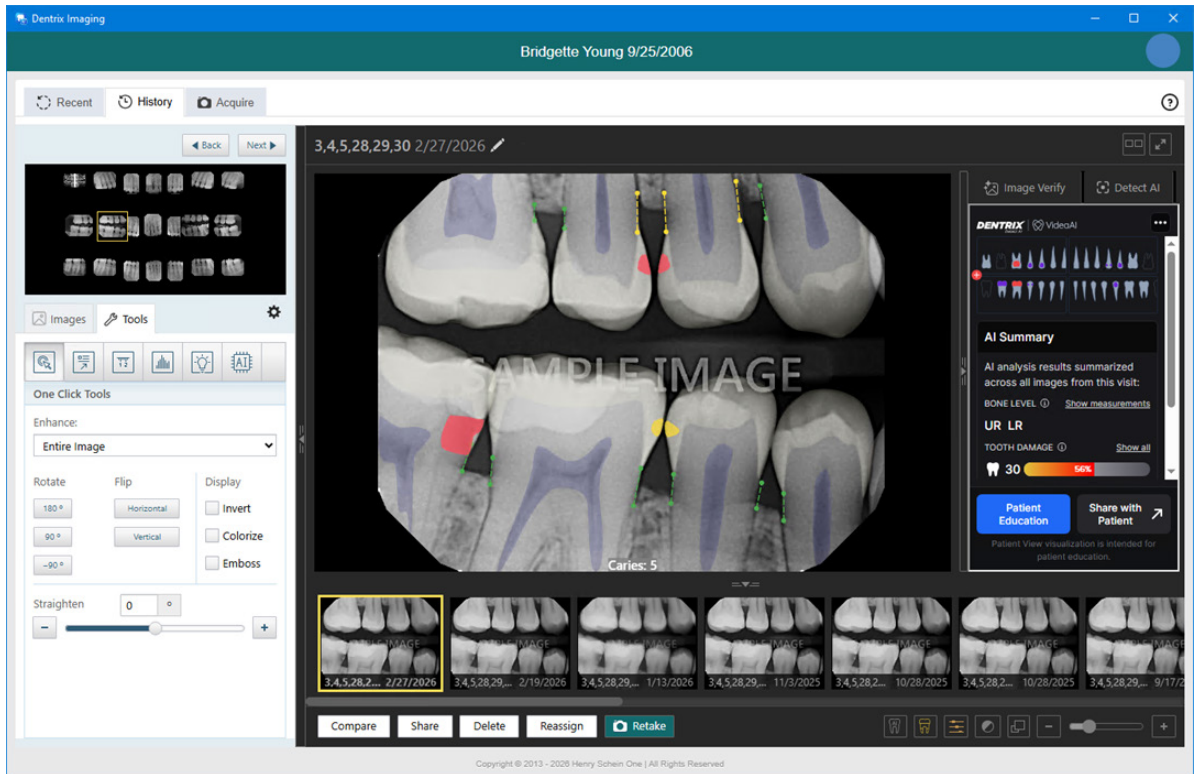 Dentrix Imaging
Bridgette Young 9/25/2006
Recent
History
Acquire
Back
Next
3,4,5,28,29,30 2/27/2026
Image Verify
Detect AI
DENTRIX VideaAI
Images
Tools
One Click Tools
Enhance:
Entire Image
Rotate
Flip
Display
180 º
Horizontal
Invert
90 º
Vertical
Colorize
-90 º
Emboss
Straighten
0
º
SAMPLE IMAGE
Caries: 5
AI Summary
AI analysis results summarized
across all images from this visit:
BONE LEVEL
Show measurements
UR LR
TOOTH DAMAGE
Show all
30
56%
Patient
Education
Share with
Patient
Patient View visualization is intended for
patient education.
3,4,5,28,2... 2/27/2026
3,4,5,28,29,... 2/19/2026
3,4,5,28,29,... 1/13/2026
3,4,5,28,29,... 11/3/2025
3,4,5,28,2... 10/28/2025
3,4,5,28,2... 10/28/2025
3,4,5,28,29,... 9/17/2
Compare
Share
Delete
Reassign
Retake
Copyright © 2013 - 2026 Henry Schein One | All Rights Reserved